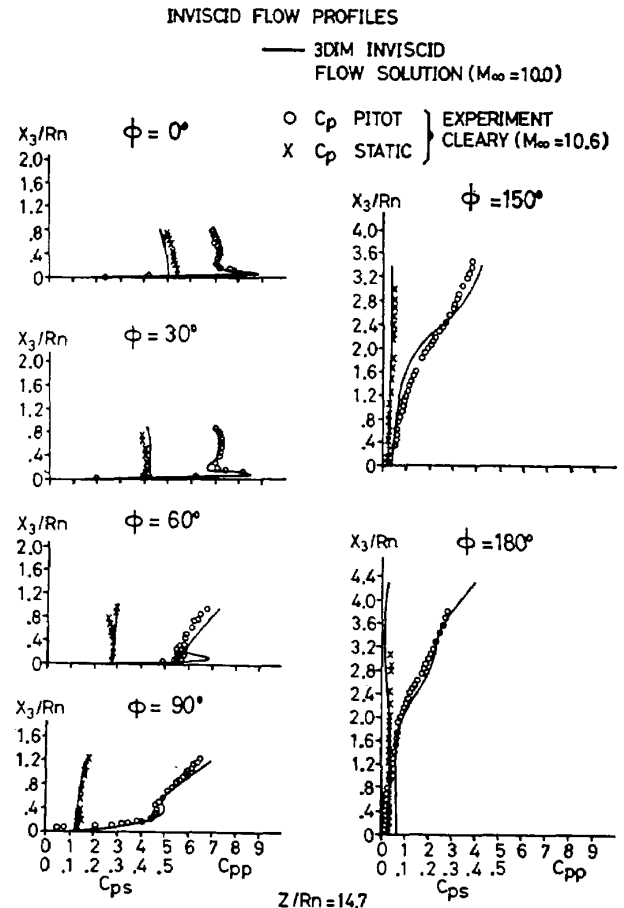 INVISCID FLOW PROFILES
3DIM INVISCID
FLOW SOLUTION (M∞ =10.0)
O Cp PITOT
X Cp STATIC
EXPERIMENT
CLEARY (M∞=10.6)
X3/Rn ϕ = 0°
2.0
1.6
1.2
.8
.4
0
X3/Rn ϕ = 30°
2.0
1.6
1.2
.8
.4
0
X3/Rn ϕ = 60°
2.0
1.6
1.2
.8
.4
0
X3/Rn ϕ = 90°
1.2
.8
.4
0
0 1 2 3 4 5 6 7 8 9
0 .1 .2 .3 .4 .5 Cpp
Cps
X3/Rn ϕ =150°
4.0
3.6
3.2
2.8
2.4
2.0
1.6
1.2
.8
.4
0
X3/Rn ϕ =180°
4.4
4.0
3.6
3.2
2.8
2.4
2.0
1.6
1.2
.8
.4
0
0 1 2 3 4 5 6 7 8 9
0 .1 .2 .3 .4 .5 Cpp
Cps
Z/Rn=14.7